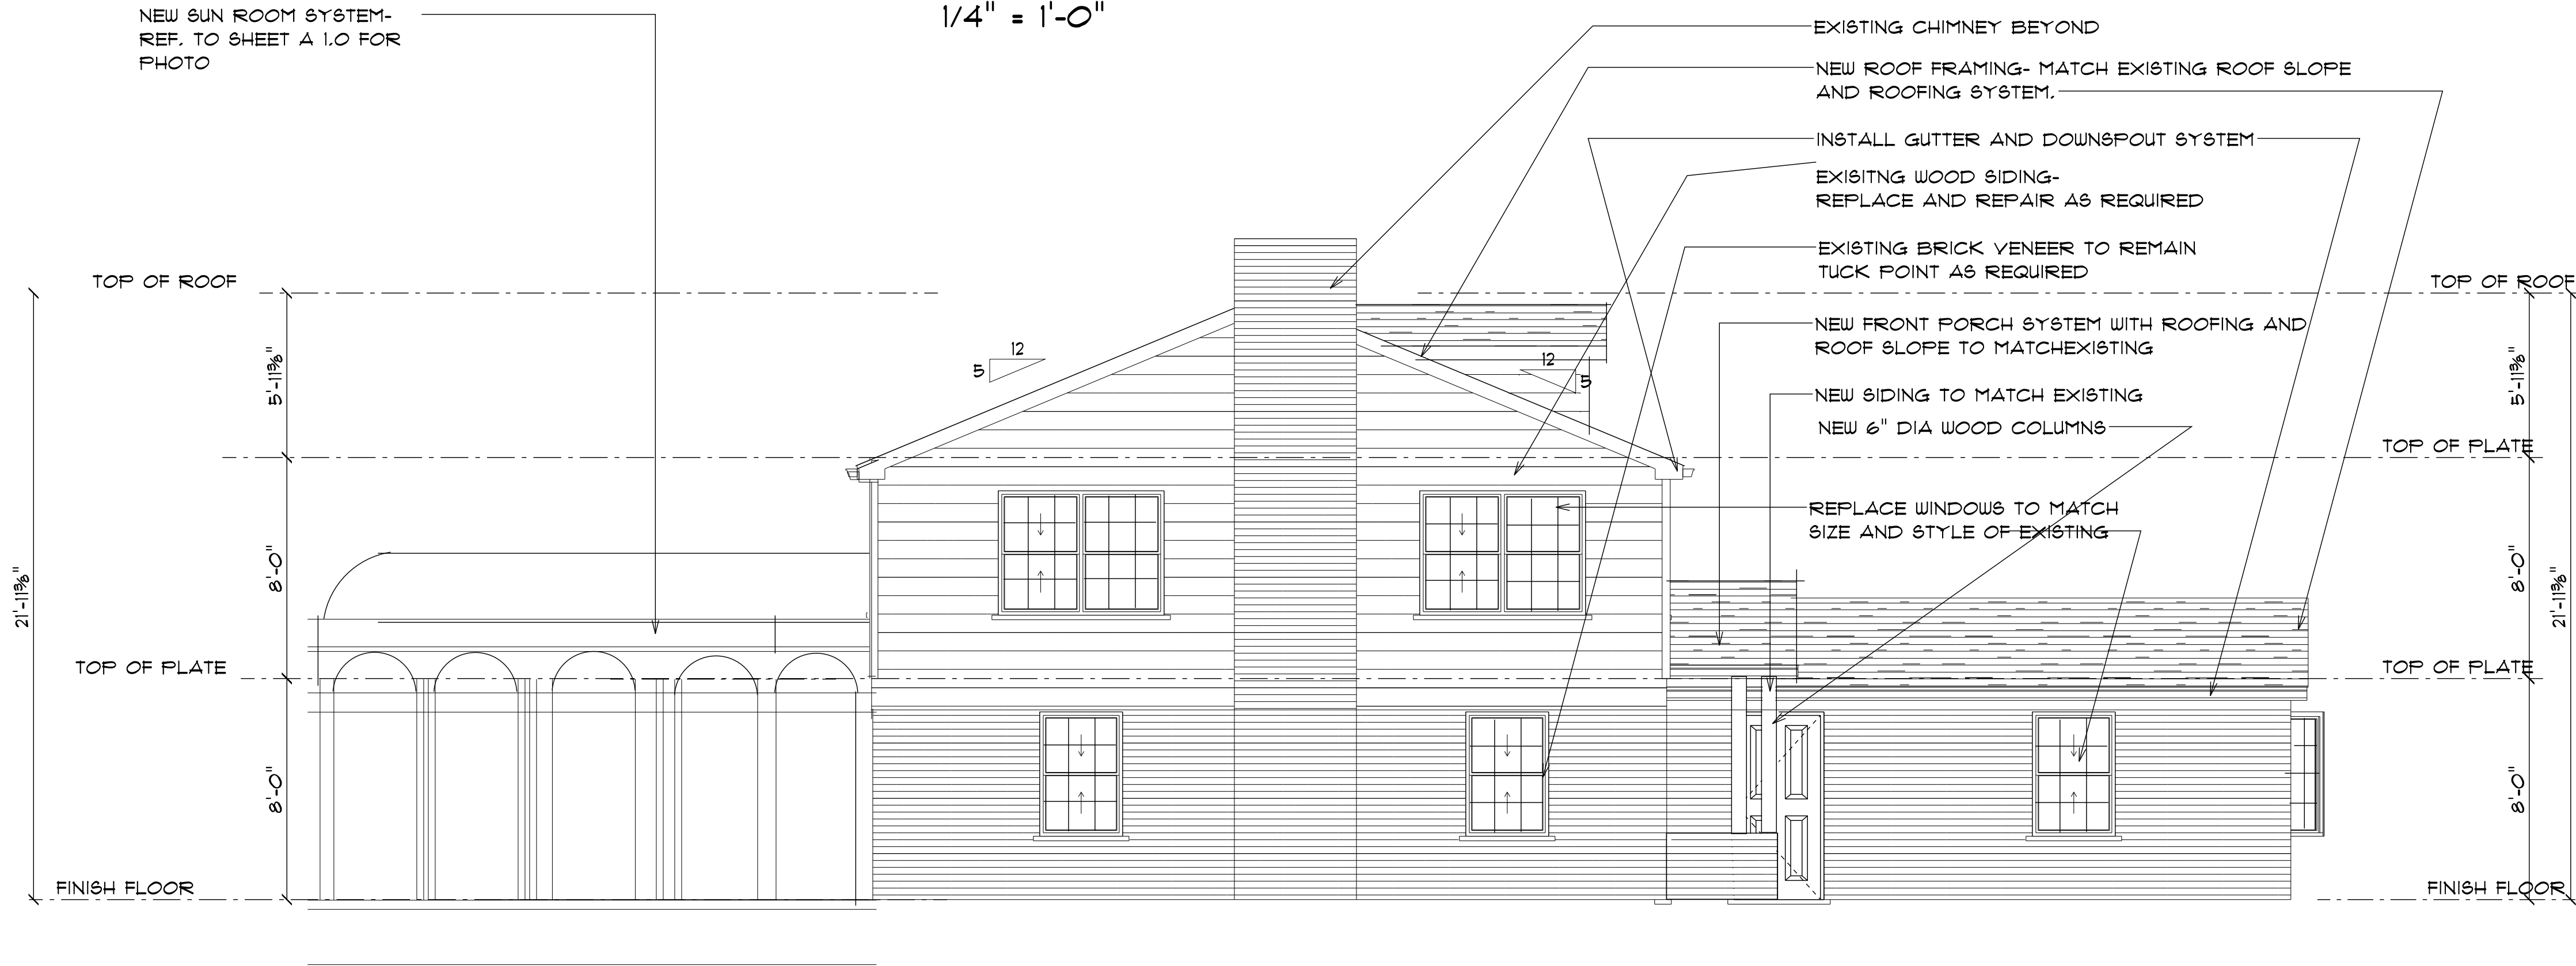 NEW SUN ROOM SYSTEM-
REF. TO SHEET A 1.0 FOR
PHOTO
1/4" = 1'-0"
EXISTING CHIMNEY BEYOND
NEW ROOF FRAMING- MATCH EXISTING ROOF SLOPE
AND ROOFING SYSTEM.
INSTALL GUTTER AND DOWNSPOUT SYSTEM
EXISITNG WOOD SIDING-
REPLACE AND REPAIR AS REQUIRED
EXISTING BRICK VENEER TO REMAIN
TUCK POINT AS REQUIRED
TOP OF ROOF
TOP OF ROOF
NEW FRONT PORCH SYSTEM WITH ROOFING AND
ROOF SLOPE TO MATCHEXISTING
12
5
12
5
5'-11⅜"
5'-11⅜"
NEW SIDING TO MATCH EXISTING
NEW 6" DIA WOOD COLUMNS
TOP OF PLATE
REPLACE WINDOWS TO MATCH
SIZE AND STYLE OF EXISTING
8'-0"
8'-0"
21'-11⅜"
21'-11⅜"
TOP OF PLATE
TOP OF PLATE
8'-0"
8'-0"
FINISH FLOOR
FINISH FLOOR